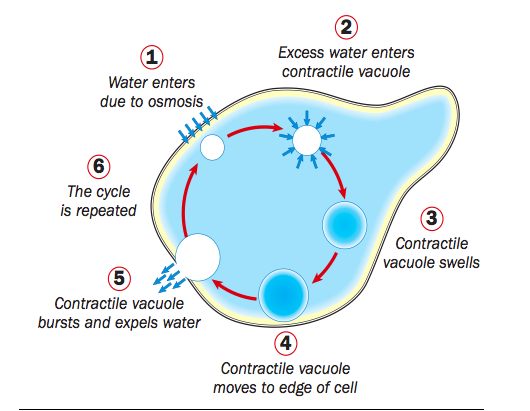 1
Water enters
due to osmosis
2
Excess water enters
contractile vacuole
3
Contractile
vacuole swells
4
Contractile vacuole
moves to edge of cell
5
Contractile vacuole
bursts and expels water
6
The cycle
is repeated